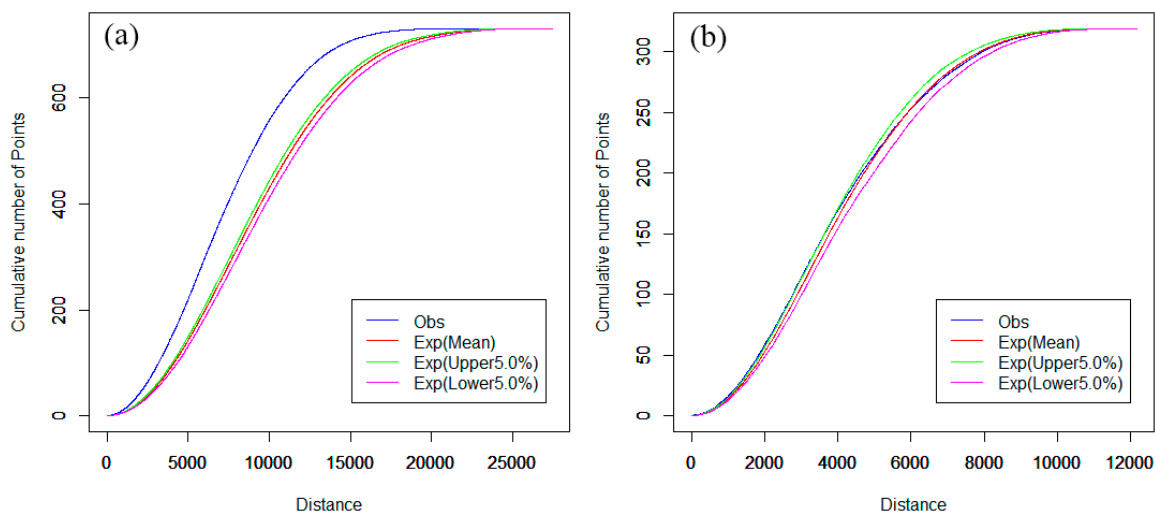 (a)
Cumulative number of Points
0
200
400
600
0 5000 10000 15000 20000 25000
Distance
Obs
Exp(Mean)
Exp(Upper5.0%)
Exp(Lower5.0%)
(b)
Cumulative number of Points
0
50
100
150
200
250
300
0 2000 4000 6000 8000 10000 12000
Distance
Obs
Exp(Mean)
Exp(Upper5.0%)
Exp(Lower5.0%)